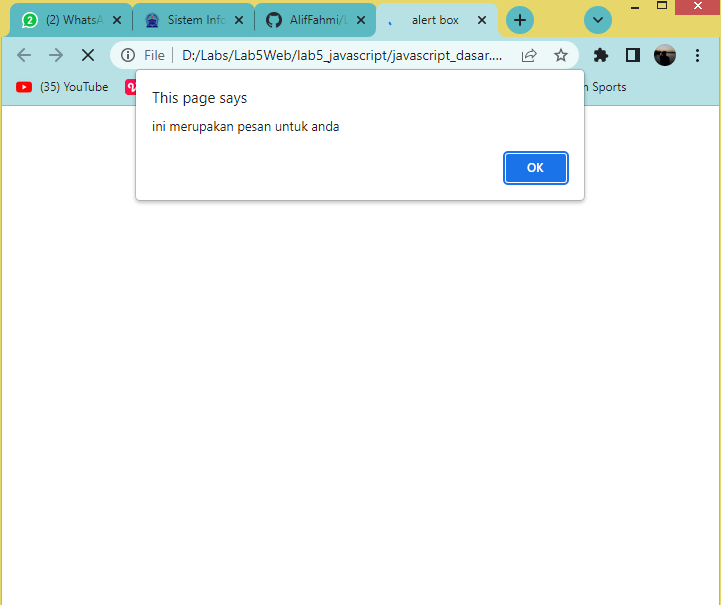 (2) WhatsA
Sistem Info
AlifFahmi/L
alert box
File
D:/Labs/Lab5Web/lab5_javascript/javascript_dasar....
(35) YouTube
n Sports
This page says
ini merupakan pesan untuk anda
OK